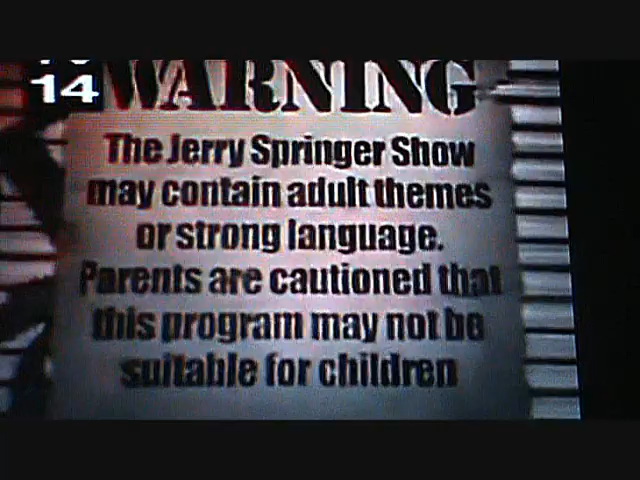 14
WARNING
The Jerry Springer Show
may contain adult themes
or strong language.
Parents are cautioned that
this program may not be
suitable for children